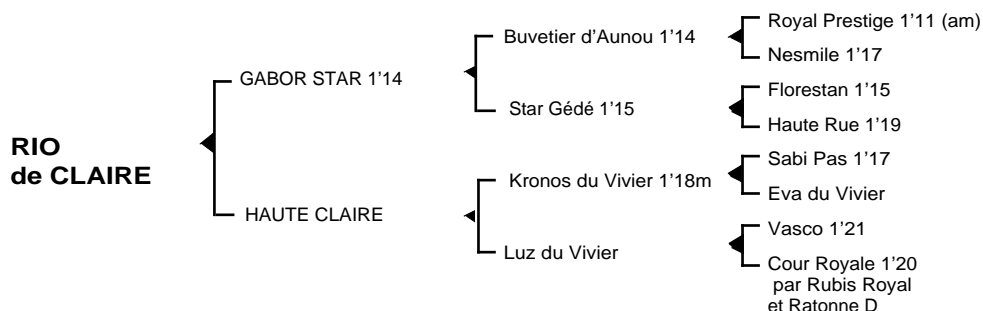 RIO
de CLAIRE
GABOR STAR 1’14
HAUTE CLAIRE
Buvetier d’Aunou 1’14
Star Gédé 1’15
Kronos du Vivier 1’18m
Luz du Vivier
Royal Prestige 1’11 (am)
Nesmile 1’17
Florestan 1’15
Haute Rue 1’19
Sabi Pas 1’17
Eva du Vivier
Vasco 1’21
Cour Royale 1’20
par Rubis Royal
et Ratonne D